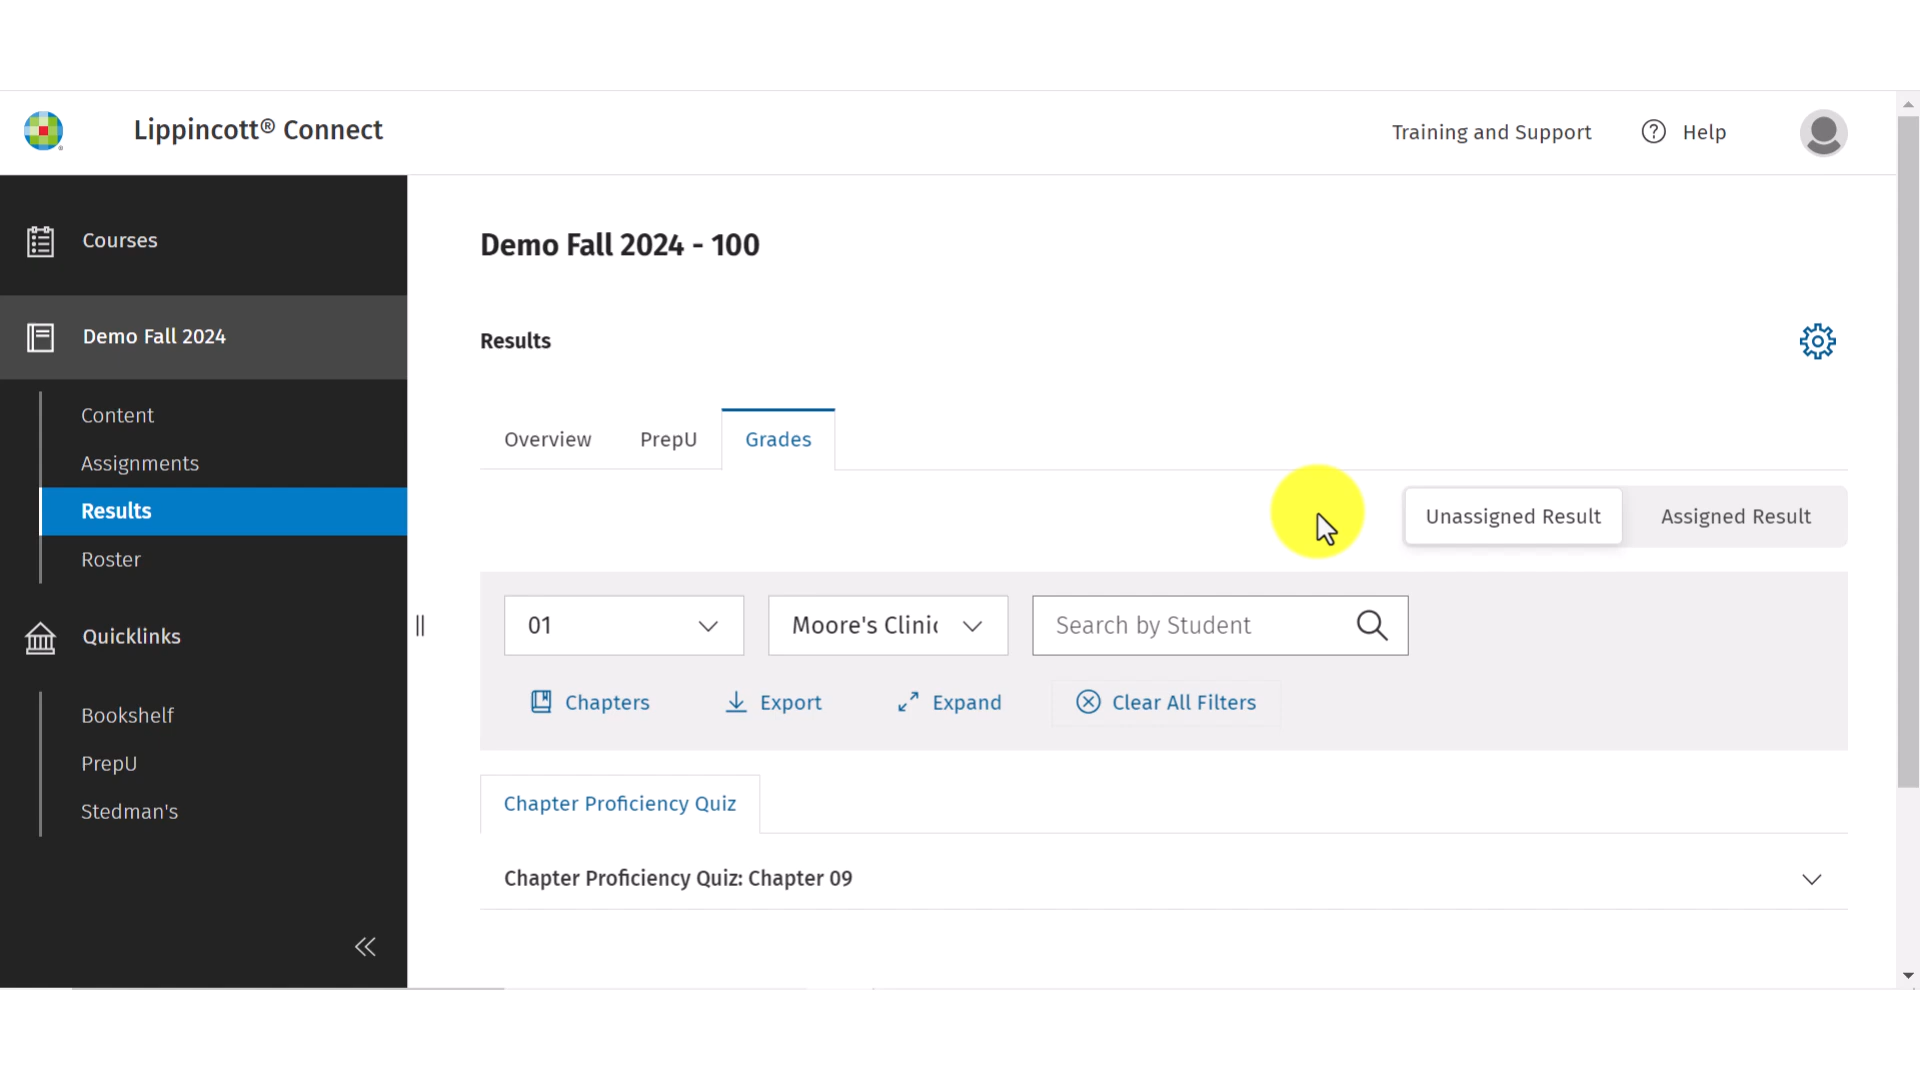 Lippincott® Connect
Training and Support
Help
Courses
Demo Fall 2024
Content
Assignments
Results
Roster
Quicklinks
Bookshelf
PrepU
Stedman's
Demo Fall 2024 - 100
Results
Overview
PrepU
Grades
Unassigned Result
Assigned Result
01
Moore's Clinic
Search by Student
Chapters
Export
Expand
Clear All Filters
Chapter Proficiency Quiz
Chapter Proficiency Quiz: Chapter 09